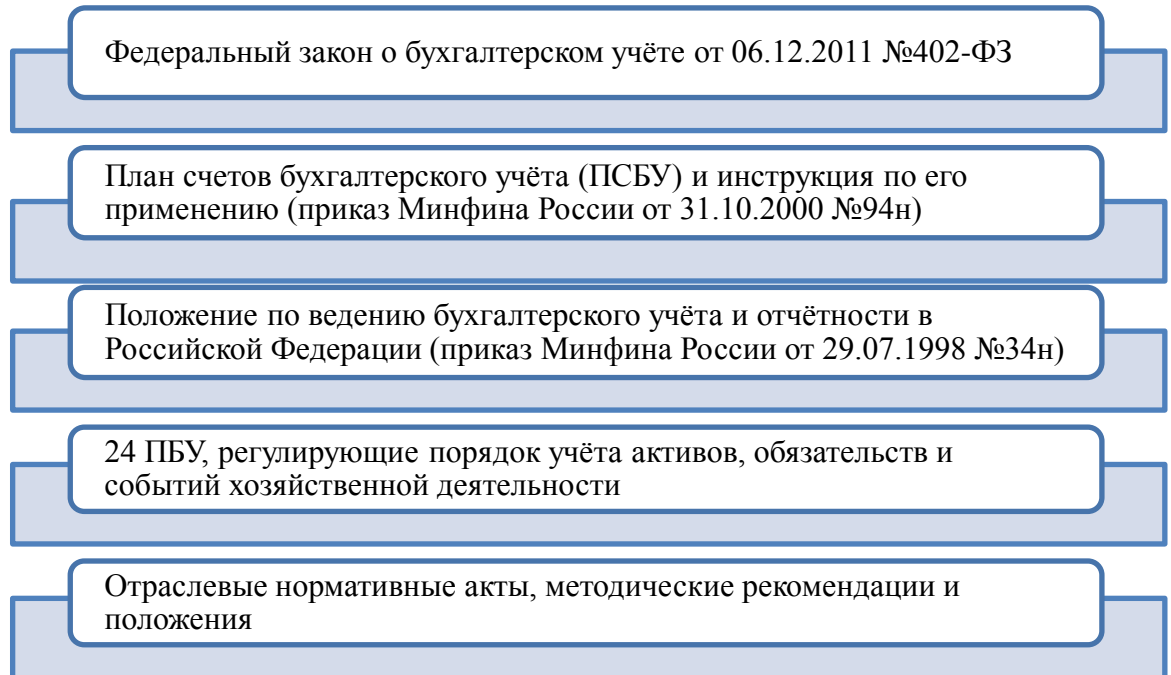 Федеральный закон о бухгалтерском учёте от 06.12.2011 №402-ФЗ
План счетов бухгалтерского учёта (ПСБУ) и инструкция по его
применению (приказ Минфина России от 31.10.2000 №94н)
Положение по ведению бухгалтерского учёта и отчётности в
Российской Федерации (приказ Минфина России от 29.07.1998 №34н)
24 ПБУ, регулирующие порядок учёта активов, обязательств и
событий хозяйственной деятельности
Отраслевые нормативные акты, методические рекомендации и
положения